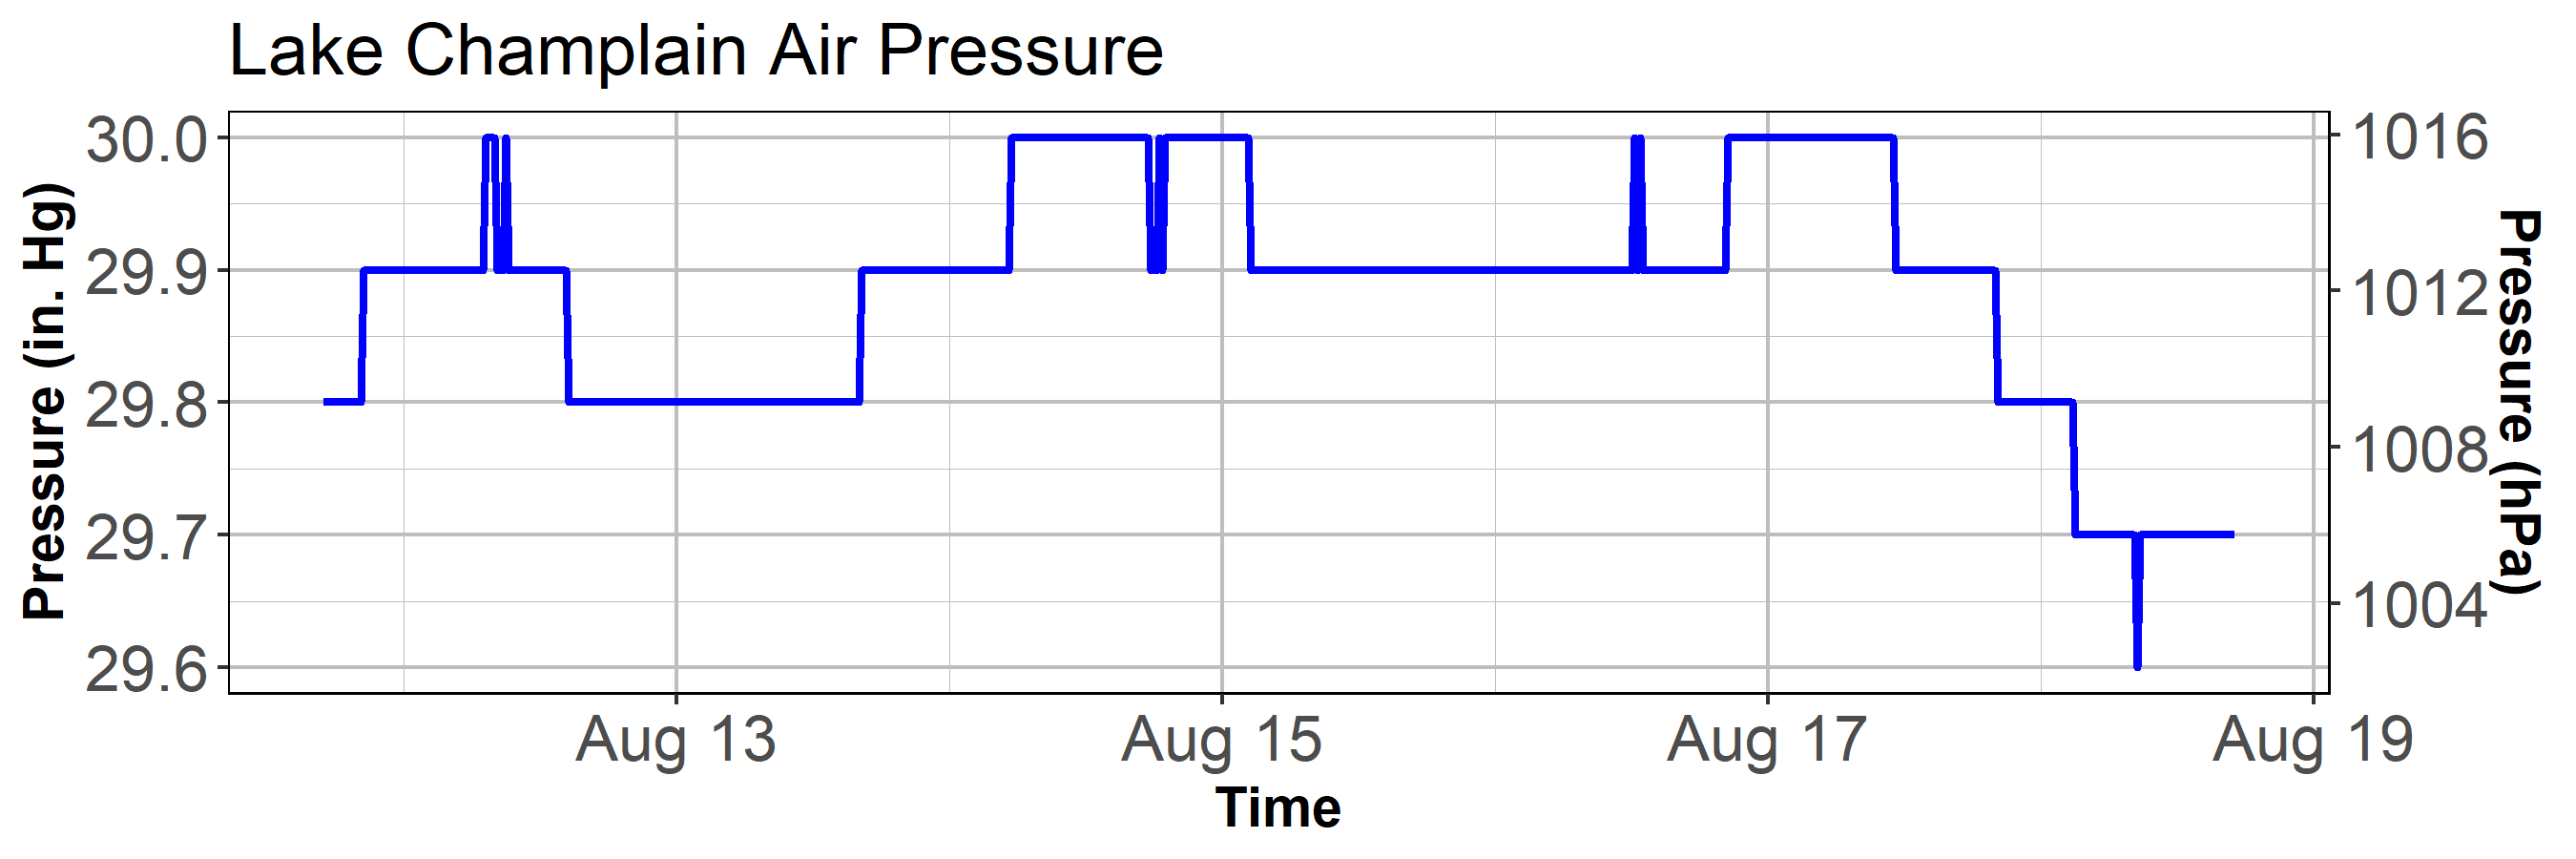 Lake Champlain Air Pressure
30.0
29.9
29.8
29.7
29.6
Pressure (in. Hg)
1016
1012
1008
1004
Pressure (hPa)
Aug 13
Aug 15
Aug 17
Aug 19
Time